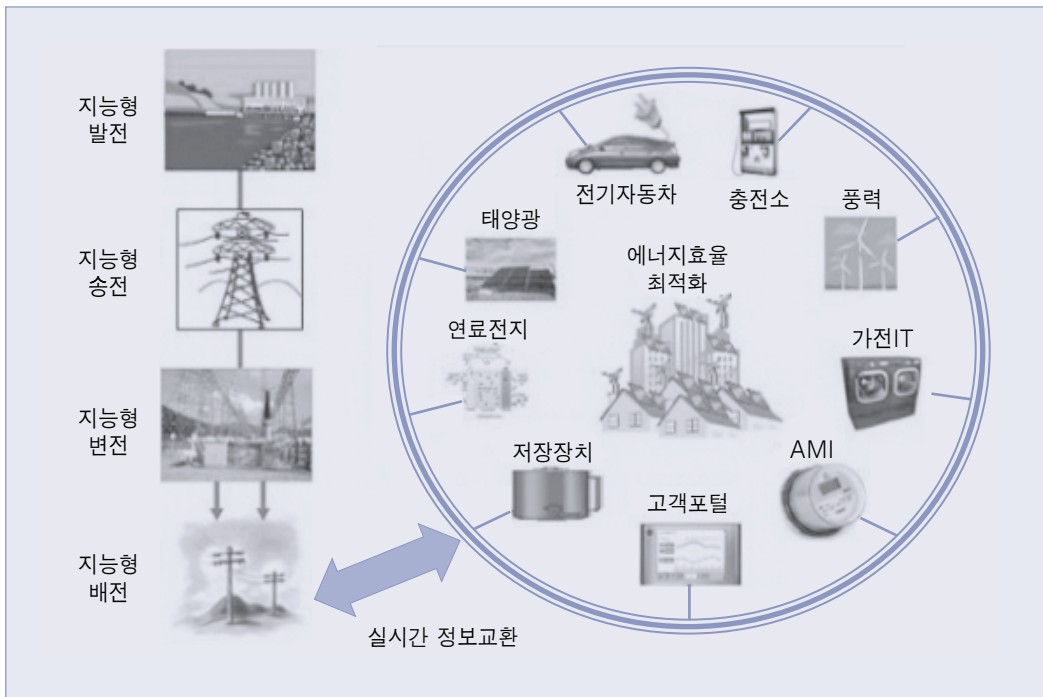 지능형
발전
지능형
송전
지능형
변전
지능형
배전
실시간 정보교환
전기자동차
충전소
풍력
태양광
에너지효율
최적화
연료전지
가전IT
저장장치
AMI
고객포털